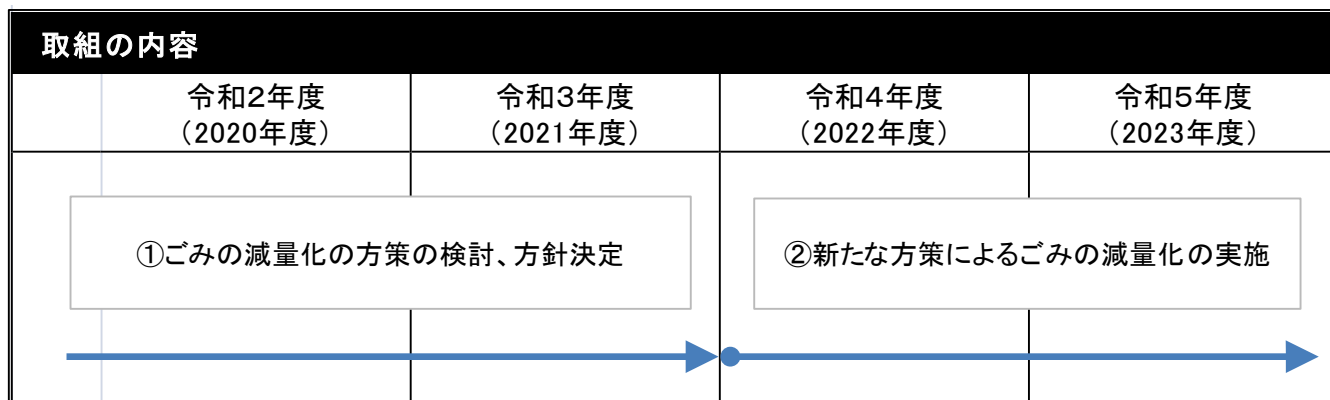 取組の内容
令和2年度
（2020年度）
令和3年度
（2021年度）
令和4年度
（2022年度）
令和5年度
（2023年度）
①ごみの減量化の方策の検討、方針決定
②新たな方策によるごみの減量化の実施